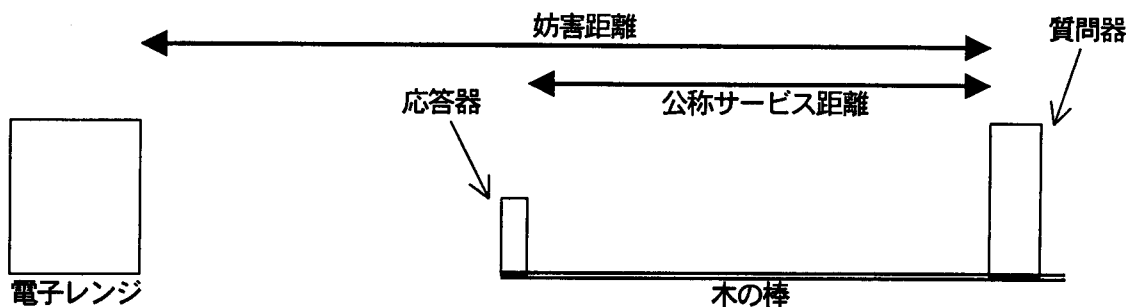 妨害距離
質問器
公称サービス距離
応答器
電子レンジ
木の棒